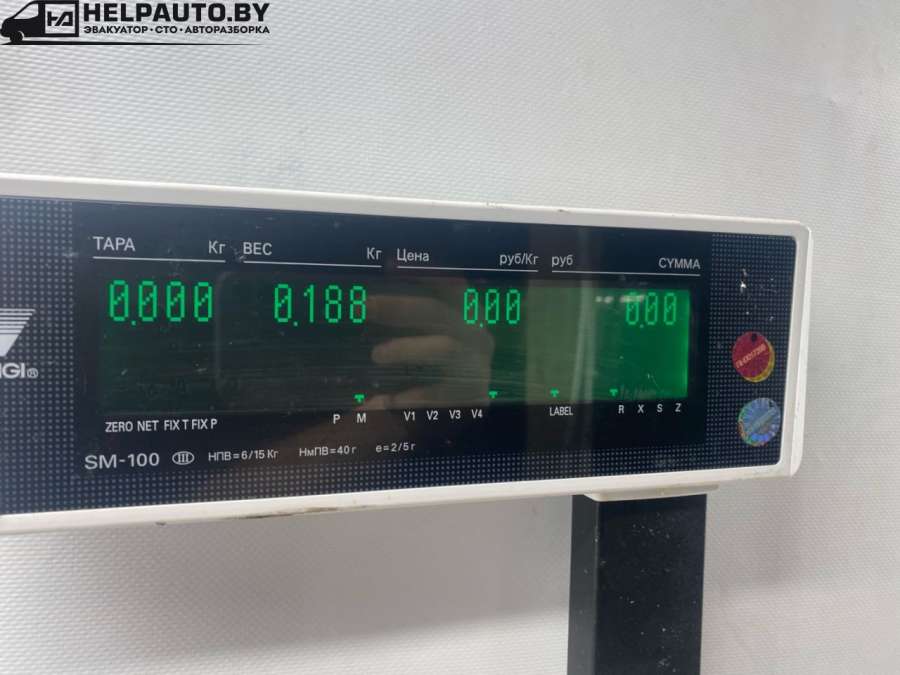 HELPAUTO.BY
ЭВАКУАТОР·СТО·АВТОРАЗБОРКА
ТАРА Кг ВЕС Кг Цена руб/Кг руб СУММА
0.000 0.188 0.00 0.00
P M V1 V2 V3 V4 LABEL R X S Z
ZERO NET FIX T FIX P
SM-100 III НПВ=6/15 Кг НмПВ=40 г e=2/5 г